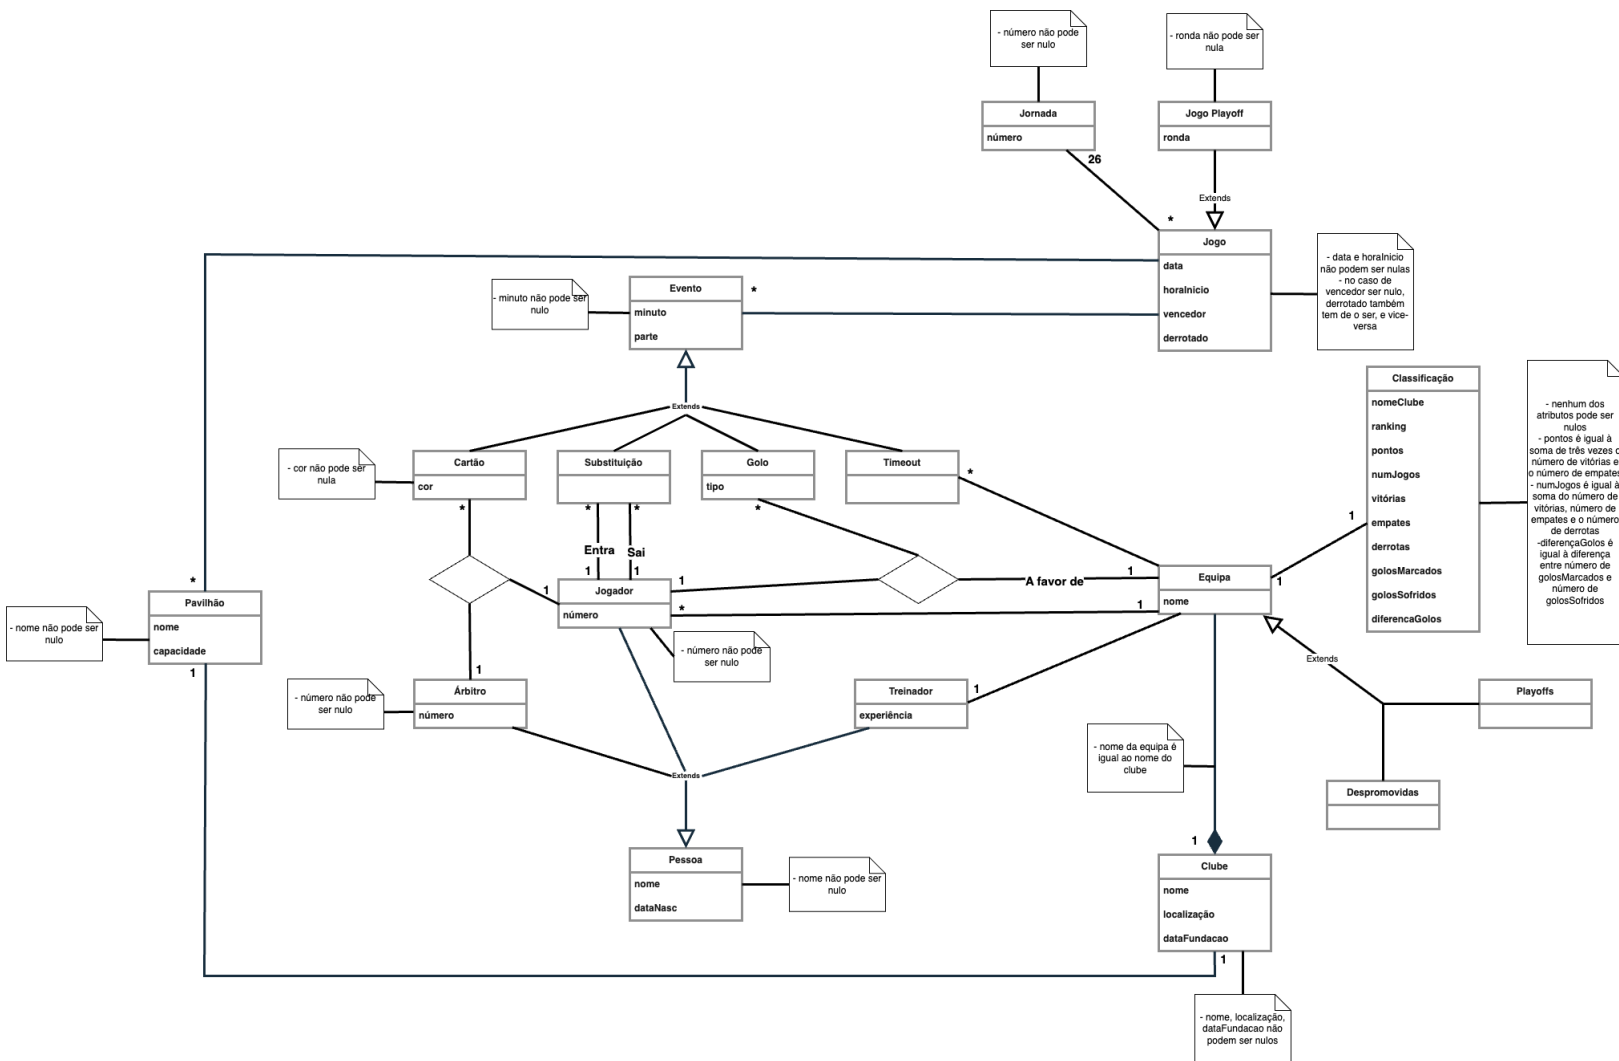 - número não pode
ser nulo
- ronda não pode ser
nula
Jornada
número
Jogo Playoff
ronda
26
Extends
*
Jogo
data
horaInicio
vencedor
derrotado
- data e horaInicio
não podem ser nulas
- no caso de
vencedor ser nulo,
derrotado também
tem de o ser, e vice-
versa
- minuto não pode ser
nulo
Evento
minuto
parte
*
Extends
Classificação
nomeClube
ranking
pontos
numJogos
vitórias
empates
derrotas
golosMarcados
golosSofridos
diferencaGolos
- nenhum dos
atributos pode ser
nulos
- pontos é igual à
soma de três vezes o
número de vitórias e
o número de empates
- numJogos é igual à
soma do número de
vitórias, número de
empates e o número
de derrotas
-diferençaGolos é
igual à diferença
entre número de
golosMarcados e
número de
golosSofridos
- cor não pode ser
nula
Cartão
cor
*
Substituição
* *
Golo
tipo
*
Timeout
*
Entra Sai
1 1
1
1
1
1
Jogador
número
1
*
A favor de
1
1
Equipa
nome
*
Pavilhão
nome
capacidade
1
- nome não pode ser
nulo
- número não pode
ser nulo
- número não pode
ser nulo
1
Árbitro
número
Treinador
experiência
1
Extends
Playoffs
Despromovidas
- nome da equipa é
igual ao nome do
clube
Extends
Pessoa
nome
dataNasc
- nome não pode ser
nulo
1
Clube
nome
localização
dataFundacao
1
- nome, localização,
dataFundacao não
podem ser nulos